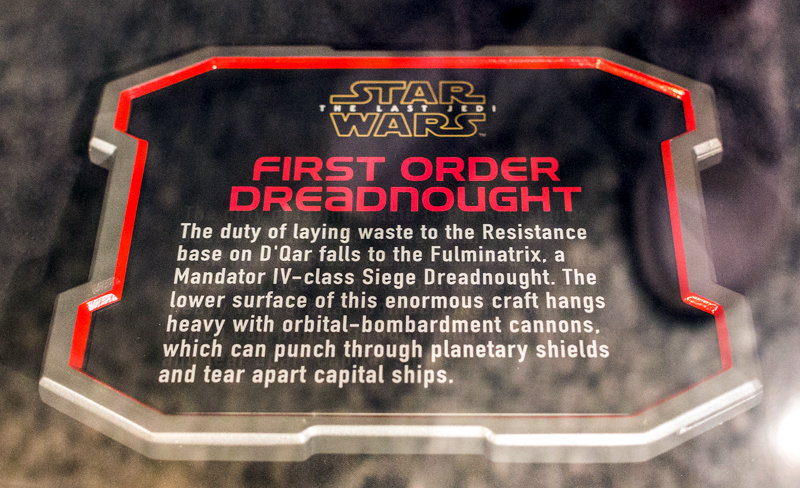 STAR
THE LAST JEDI
WARS™
FIRST ORDER
DREADNOUGHT
The duty of laying waste to the Resistance
base on D'Qar falls to the Fulminatrix, a
Mandator IV-class Siege Dreadnought. The
lower surface of this enormous craft hangs
heavy with orbital-bombardment cannons,
which can punch through planetary shields
and tear apart capital ships.